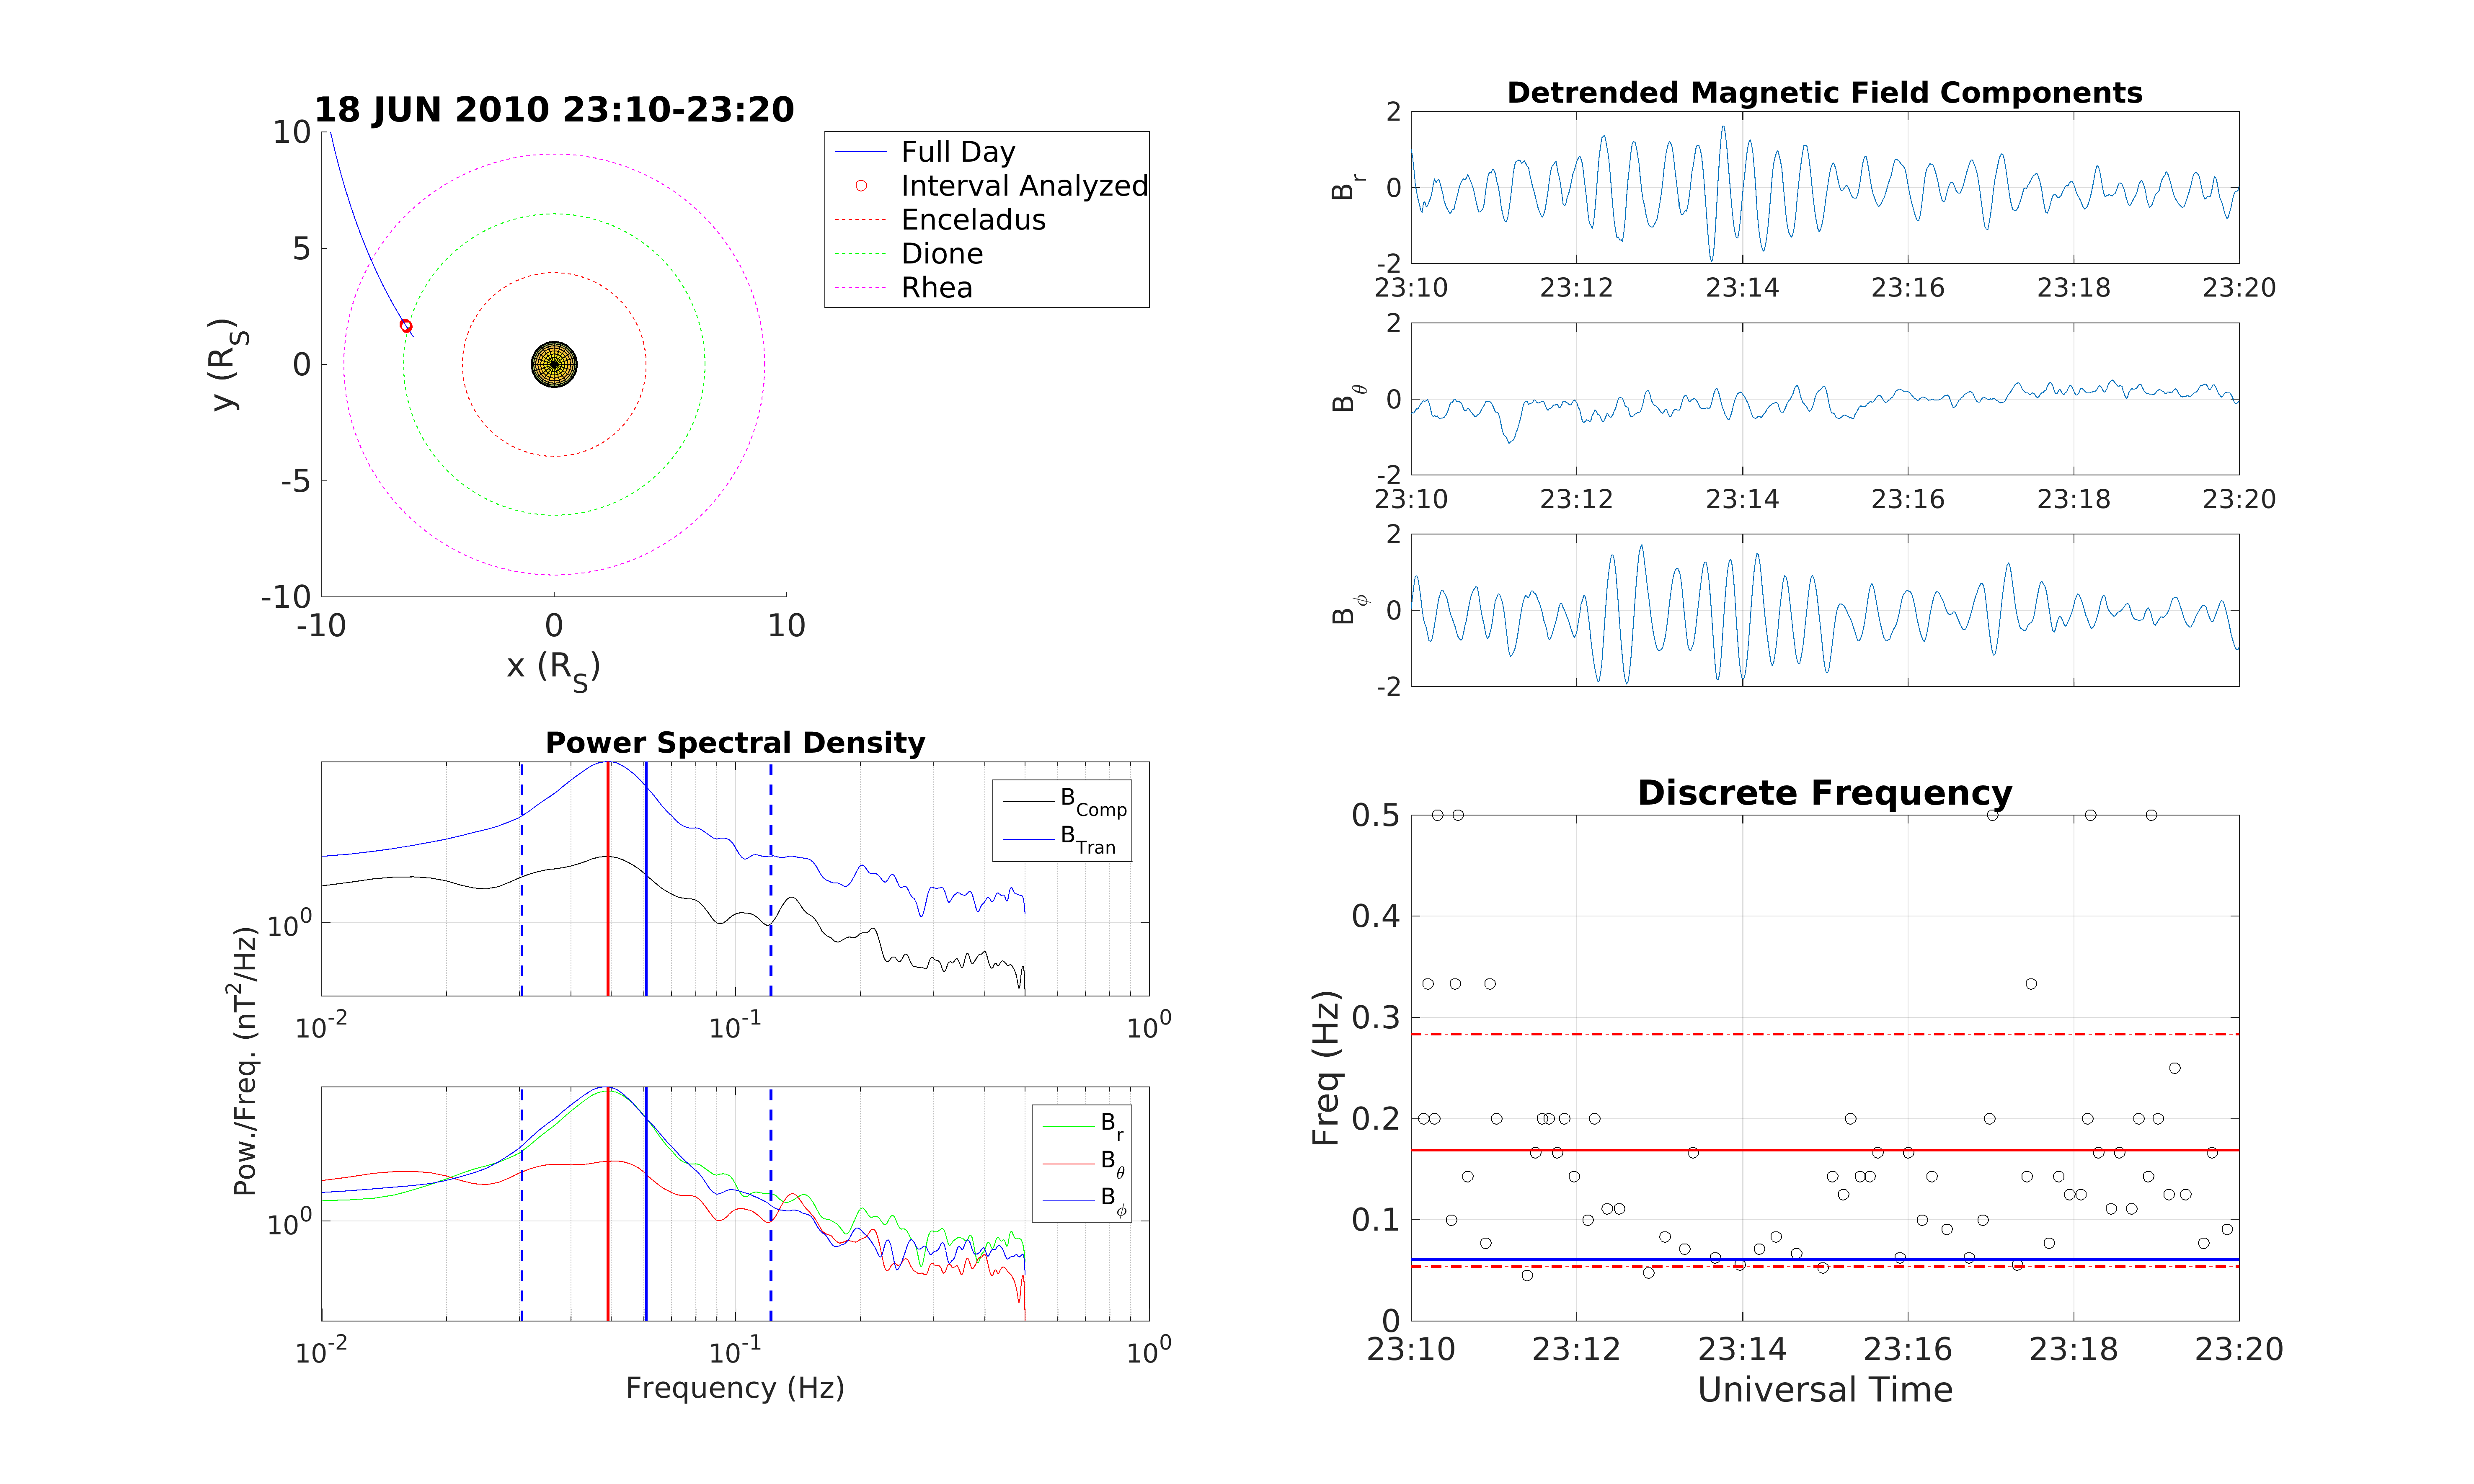 18 JUN 2010 23:10-23:20
10
5
0
-5
-10
-10 0 10
x (R_S)
y (R_S)
Full Day
Interval Analyzed
Enceladus
Dione
Rhea
Detrended Magnetic Field Components
2
0
-2
B_r
23:10 23:12 23:14 23:16 23:18 23:20
2
0
-2
B_θ
23:10 23:12 23:14 23:16 23:18 23:20
2
0
-2
B_ϕ
Power Spectral Density
B_Comp
B_Tran
10^0
10^-2 10^-1 10^0
Pow./Freq. (nT^2/Hz)
B_r
B_θ
B_ϕ
10^0
10^-2 10^-1 10^0
Frequency (Hz)
Discrete Frequency
0.5
0.4
0.3
0.2
0.1
0
Freq (Hz)
23:10 23:12 23:14 23:16 23:18 23:20
Universal Time